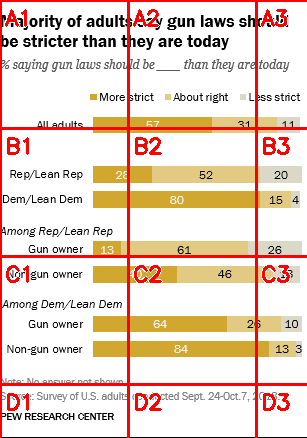 Majority of adults say gun laws should
be stricter than they are today
% saying gun laws should be ___ than they are today
More strict About right Less strict
All adults 57 31 11
Rep/Lean Rep 28 52 20
Dem/Lean Dem 80 15 4
Among Rep/Lean Rep
Gun owner 13 61 26
Non-gun owner 46
Among Dem/Lean Dem
Gun owner 64 26 10
Non-gun owner 84 13 3
Note: No answer not shown.
Source: Survey of U.S. adults conducted Sept. 24-Oct.7,
PEW RESEARCH CENTER
A1 A2 A3
B1 B2 B3
C1 C2 C3
D1 D2 D3